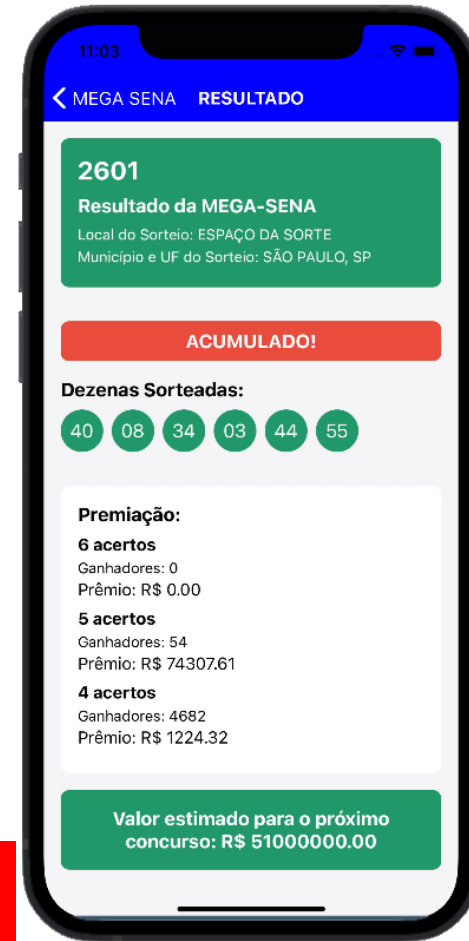 11:03
MEGA SENA RESULTADO
2601
Resultado da MEGA-SENA
Local do Sorteio: ESPAÇO DA SORTE
Município e UF do Sorteio: SÃO PAULO, SP
ACUMULADO!
Dezenas Sorteadas:
40 08 34 03 44 55
Premiação:
6 acertos
Ganhadores: 0
Prêmio: R$ 0.00
5 acertos
Ganhadores: 54
Prêmio: R$ 74307.61
4 acertos
Ganhadores: 4682
Prêmio: R$ 1224.32
Valor estimado para o próximo
concurso: R$ 51000000.00